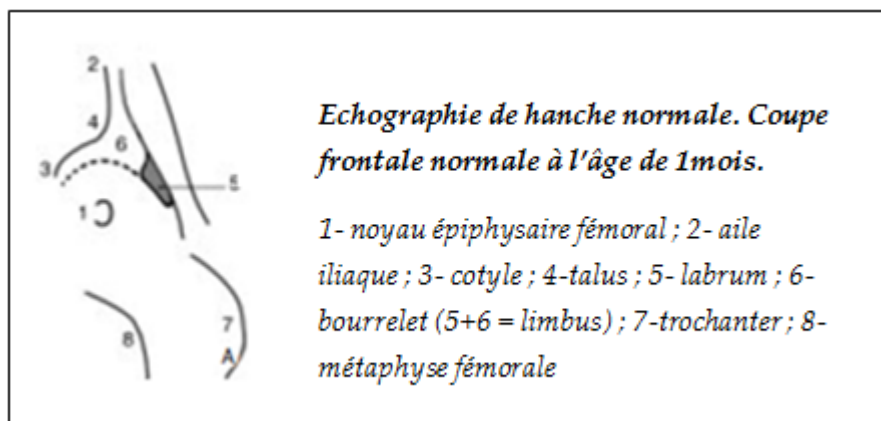 2
4
6
3
5
1
7
8
A
Echographie de hanche normale. Coupe
frontale normale à l'âge de 1mois.
1- noyau épiphysaire fémoral ; 2- aile
iliaque ; 3- cotyle ; 4-talus ; 5- labrum ; 6-
bourrelet (5+6 = limbus) ; 7-trochanter ; 8-
métaphyse fémorale